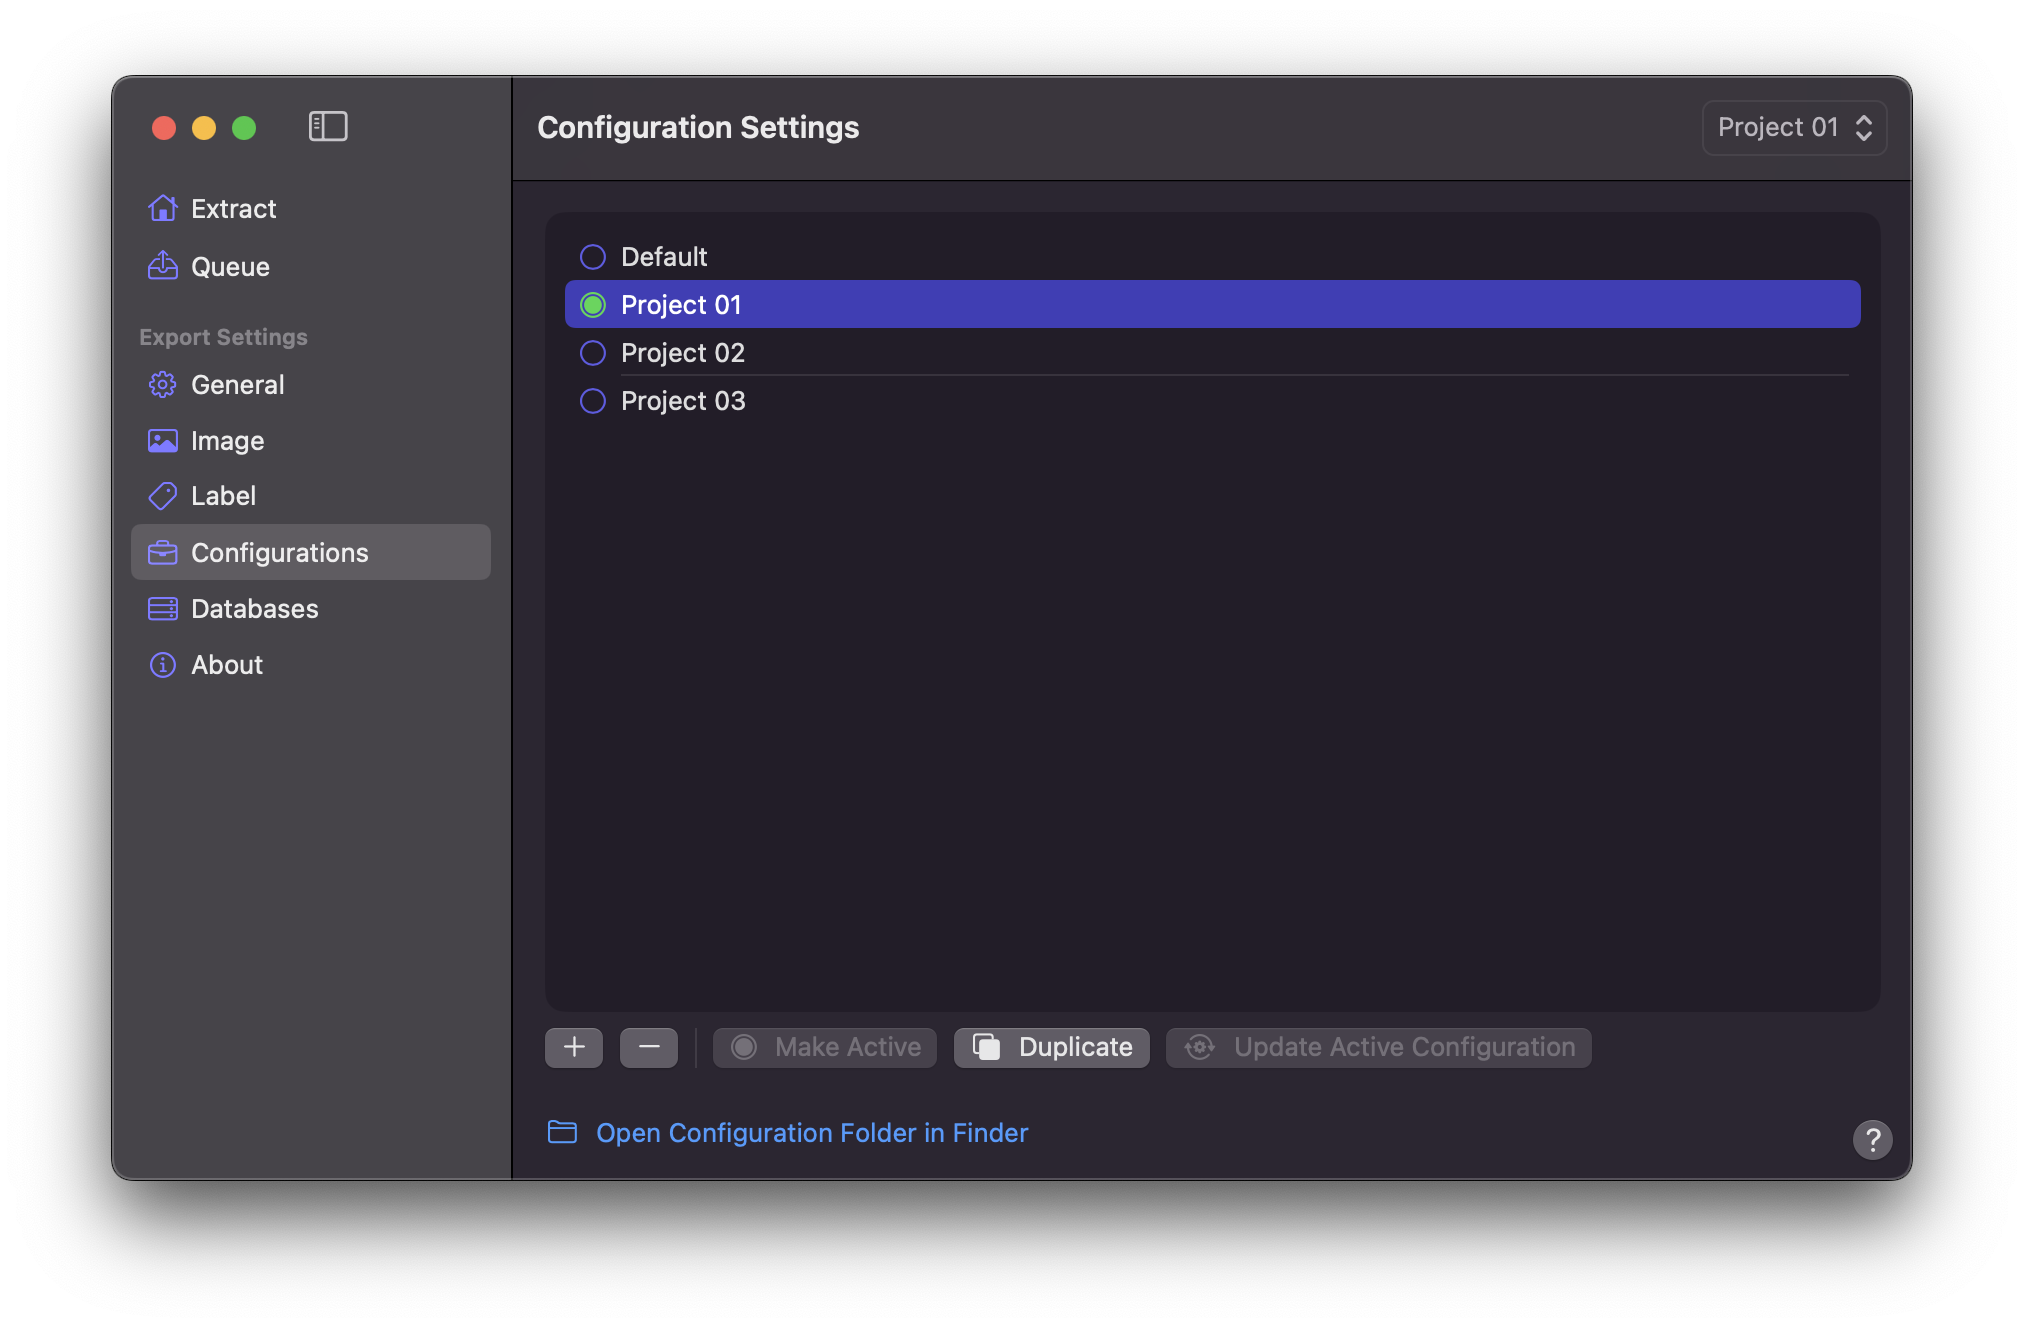 Configuration Settings
Project 01
Extract
Queue
Export Settings
General
Image
Label
Configurations
Databases
About
Default
Project 01
Project 02
Project 03
+
−
Make Active
Duplicate
Update Active Configuration
Open Configuration Folder in Finder
?